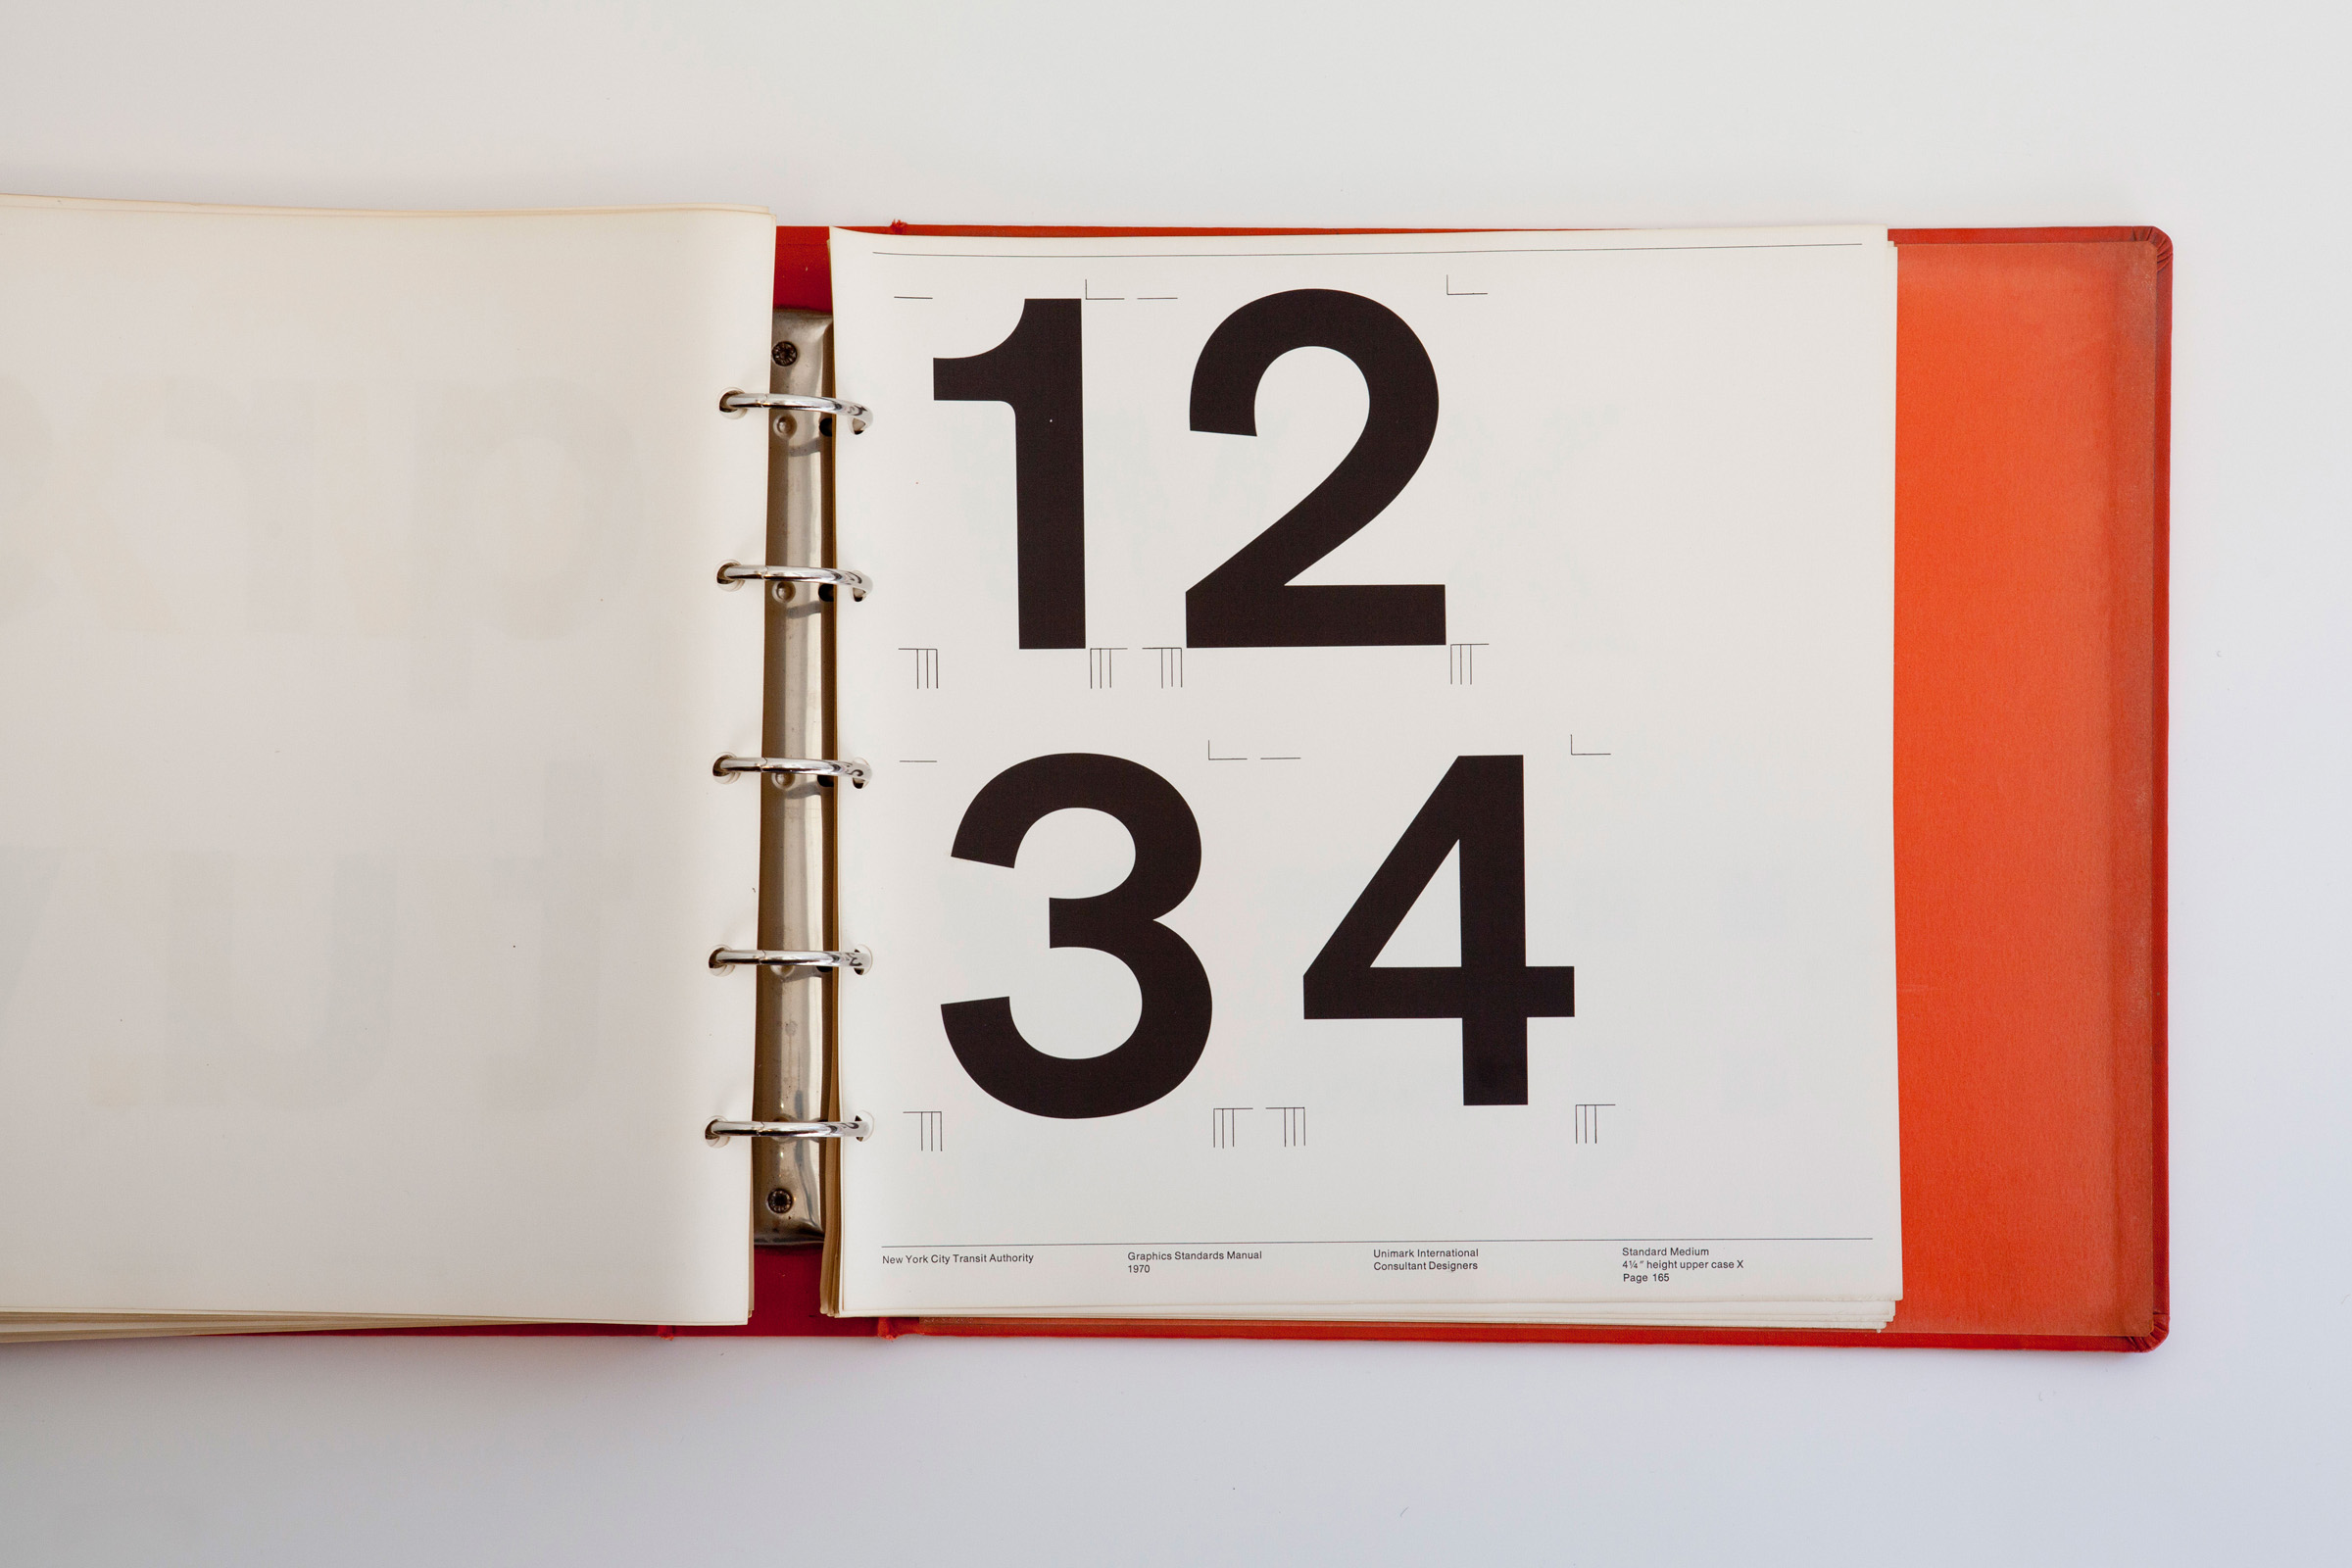 12
34
New York City Transit Authority
Graphics Standards Manual
1970
Unimark International
Consultant Designers
Standard Medium
4¼" height upper case X
Page 165